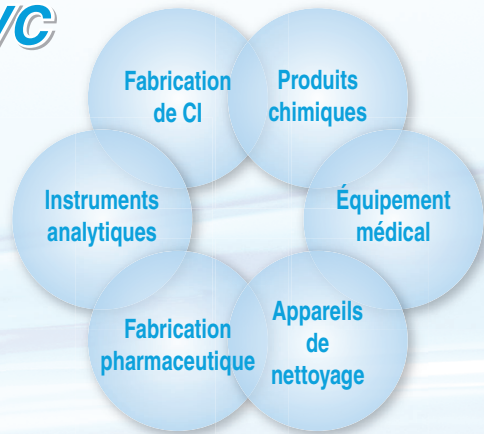 Fabrication
de CI
Produits
chimiques
Instruments
analytiques
Équipement
médical
Fabrication
pharmaceutique
Appareils
de
nettoyage